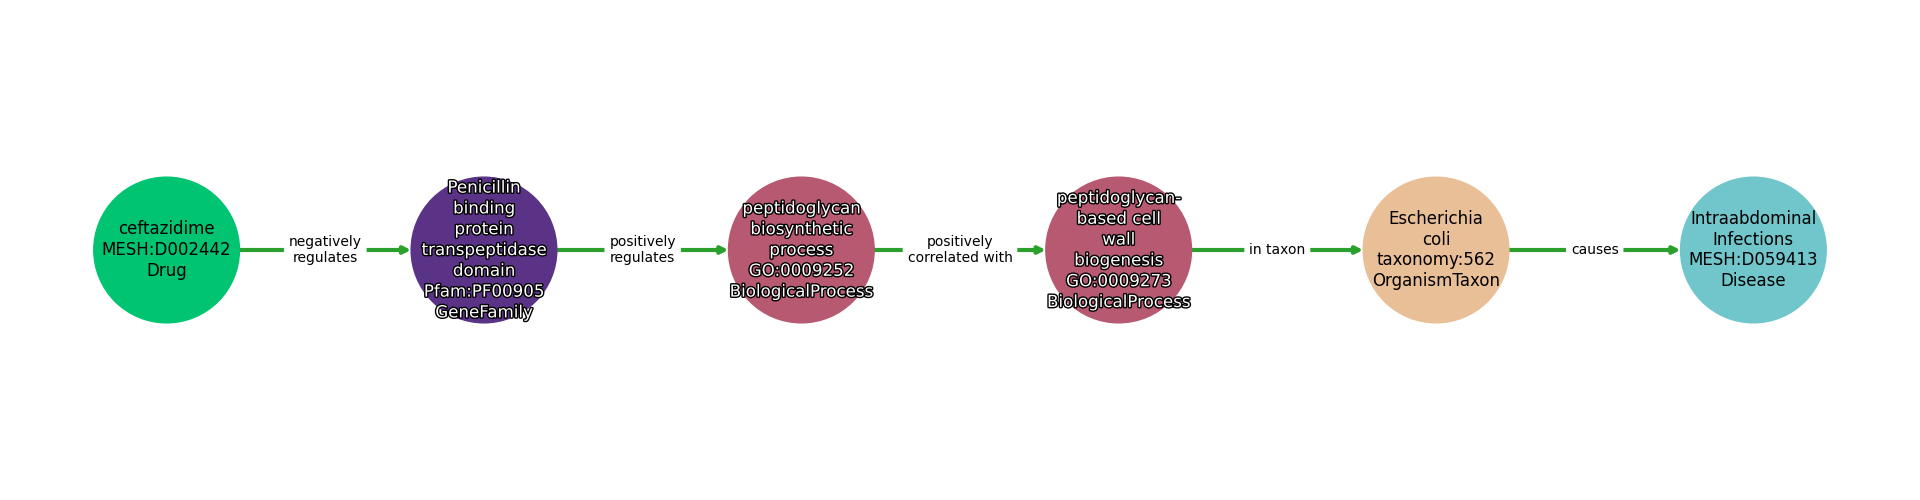 ceftazidime
MESH:D002442
Drug
negatively
regulates
Penicillin
binding
protein
transpeptidase
domain
Pfam:PF00905
GeneFamily
positively
regulates
peptidoglycan
biosynthetic
process
GO:0009252
BiologicalProcess
positively
correlated with
peptidoglycan-
based cell
wall
biogenesis
GO:0009273
BiologicalProcess
in taxon
Escherichia
coli
taxonomy:562
OrganismTaxon
causes
Intraabdominal
Infections
MESH:D059413
Disease